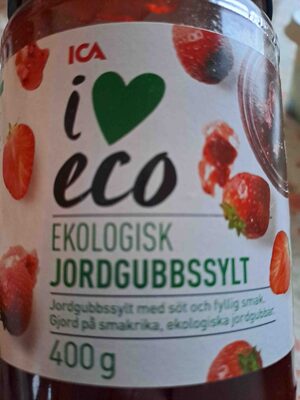 ICA
i
eco
EKOLOGISK
JORDGUBBSSYLT
Jordgubbssylt med söt och fyllig smak.
Gjord på smakrika, ekologiska jordgubbar.
400 g